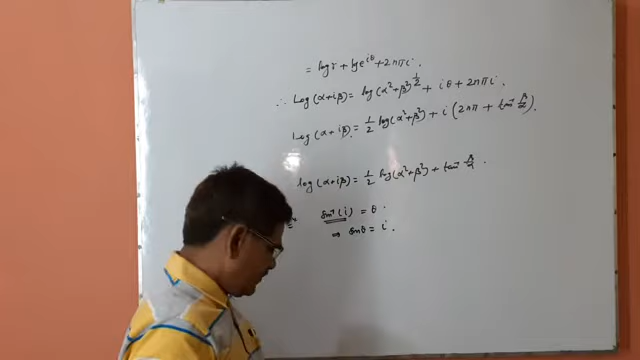 = log r + log e^{iθ} + 2nπi.
∴ Log(α+iβ) = log(α²+β²)^{1/2} + iθ + 2nπi.
Log(α+iβ) = 1/2 log(α²+β²) + i(2nπ + tan⁻¹ β/α).
log(α+iβ) = 1/2 log(α²+β²) + tan⁻¹ β/α.
sin⁻¹(i) = θ.
⇒ sinθ = i.